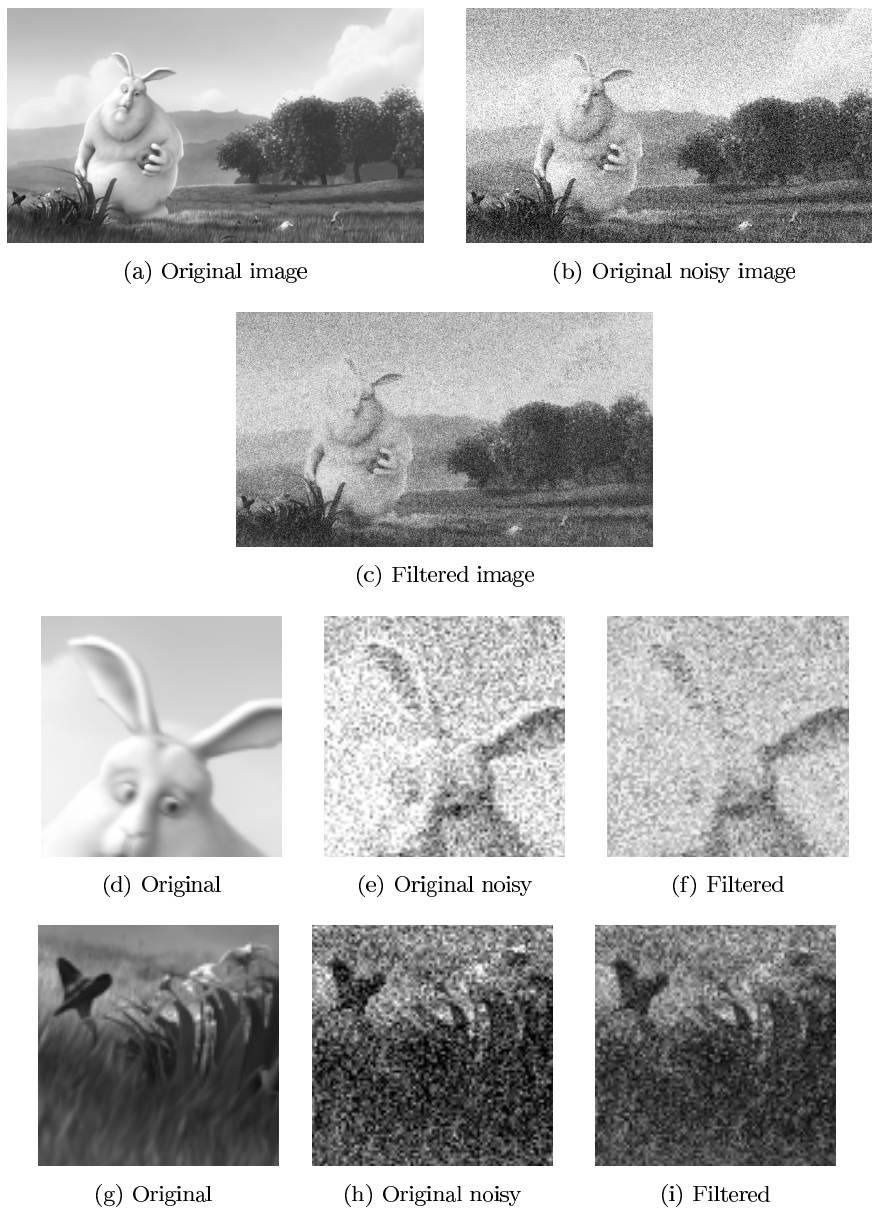 (a) Original image
(b) Original noisy image
(c) Filtered image
(d) Original
(e) Original noisy
(f) Filtered
(g) Original
(h) Original noisy
(i) Filtered